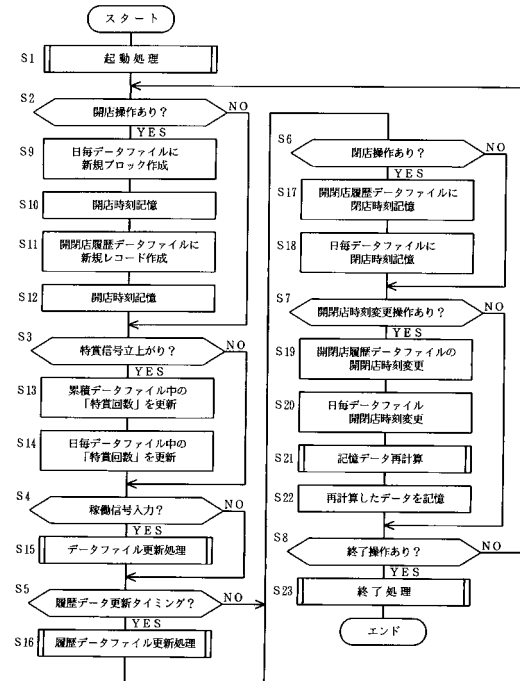 スタート
S1
起動処理
S2
開店操作あり？
NO
YES
S9
日毎データファイルに
新規ブロック作成
S10
開店時刻記憶
S11
開閉店履歴データファイルに
新規レコード作成
S12
開店時刻記憶
S3
特賞信号立上がり？
NO
YES
S13
累積データファイル中の
「特賞回数」を更新
S14
日毎データファイル中の
「特賞回数」を更新
S4
稼働信号入力？
NO
YES
S15
データファイル更新処理
S5
履歴データ更新タイミング？
NO
YES
S16
履歴データファイル更新処理
S6
閉店操作あり？
NO
YES
S17
開閉店履歴データファイルに
閉店時刻記憶
S18
日毎データファイルに
閉店時刻記憶
S7
開閉店時刻変更操作あり？
NO
YES
S19
開閉店履歴データファイルの
開閉店時刻変更
S20
日毎データファイル
開閉店時刻変更
S21
記憶データ再計算
S22
再計算したデータを記憶
S8
終了操作あり？
NO
YES
S23
終了処理
エンド